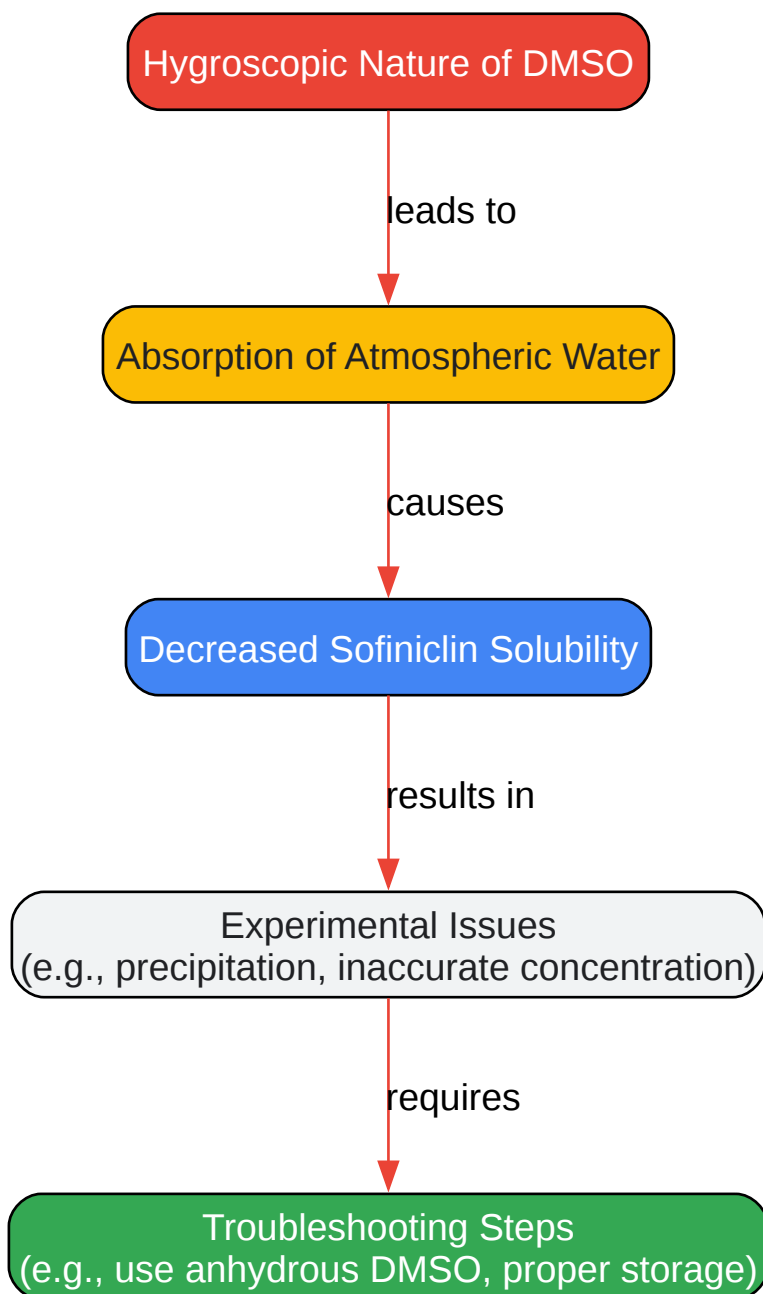 Hygroscopic Nature of DMSO
leads to
Absorption of Atmospheric Water
causes
Decreased Sofiniclin Solubility
results in
Experimental Issues
(e.g., precipitation, inaccurate concentration)
requires
Troubleshooting Steps
(e.g., use anhydrous DMSO, proper storage)